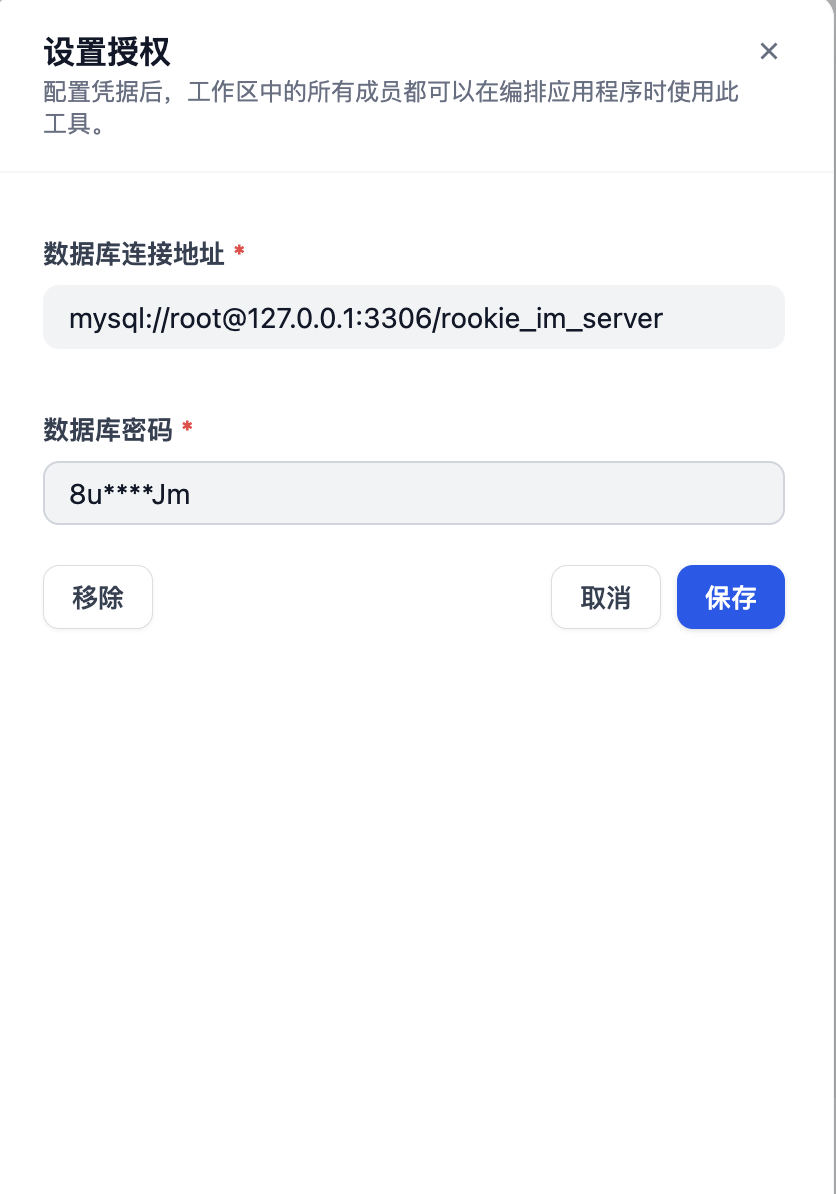 设置授权
配置凭据后，工作区中的所有成员都可以在编排应用程序时使用此
工具。
数据库连接地址 *
mysql://root@127.0.0.1:3306/rookie_im_server
数据库密码 *
8u****Jm
移除
取消
保存